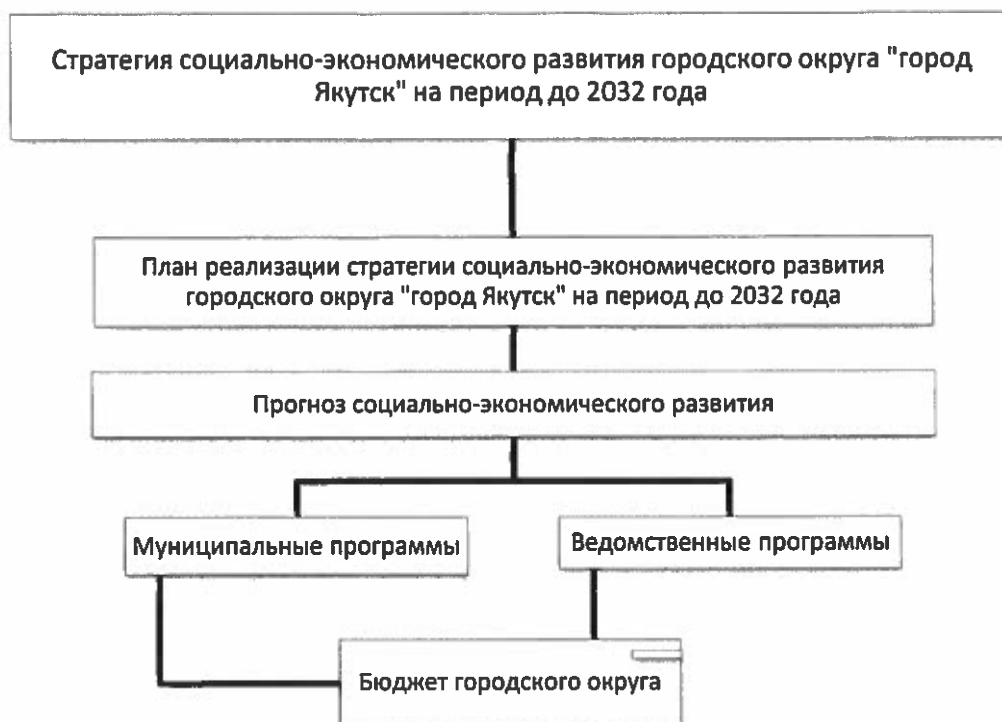 Стратегия социально-экономического развития городского округа "город
Якутск" на период до 2032 года
План реализации стратегии социально-экономического развития
городского округа "город Якутск" на период до 2032 года
Прогноз социально-экономического развития
Муниципальные программы
Ведомственные программы
Бюджет городского округа